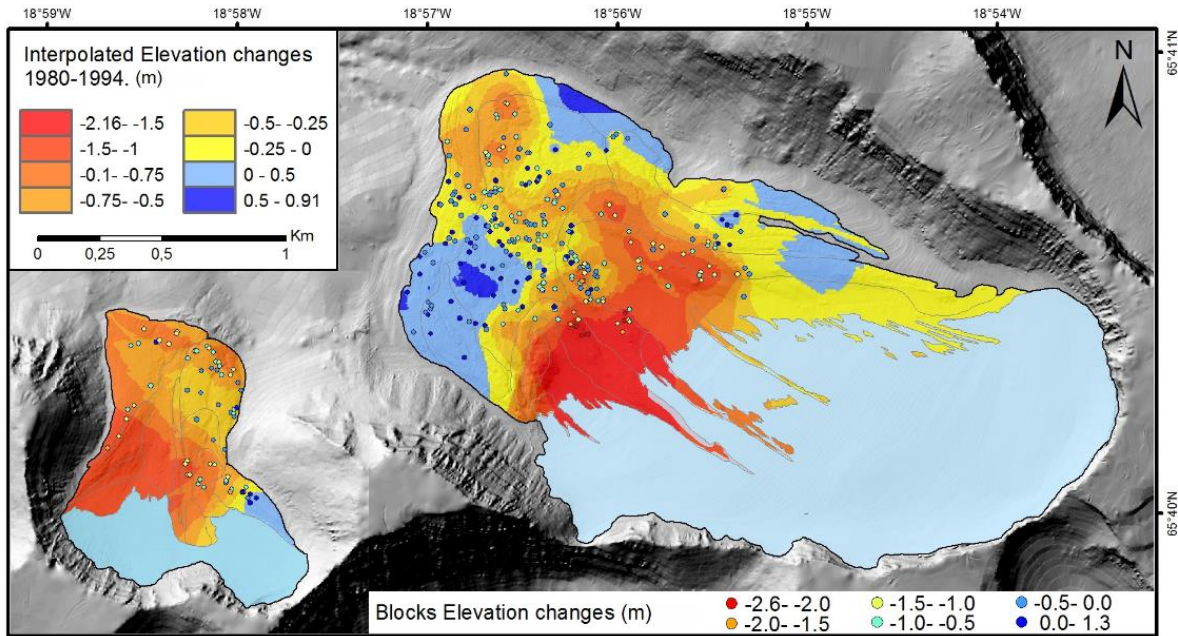 18°59'W 18°58'W 18°57'W 18°56'W 18°55'W 18°54'W
65°41'N
65°40'N
N
Interpolated Elevation changes
1980-1994. (m)
-2.16- -1.5
-1.5- -1
-0.1- -0.75
-0.75- -0.5
-0.5- -0.25
-0.25- 0
0 - 0.5
0.5 - 0.91
Km
0 0,25 0,5 1
Blocks Elevation changes (m)
-2.6- -2.0
-2.0- -1.5
-1.5- -1.0
-1.0- -0.5
-0.5- 0.0
0.0- 1.3